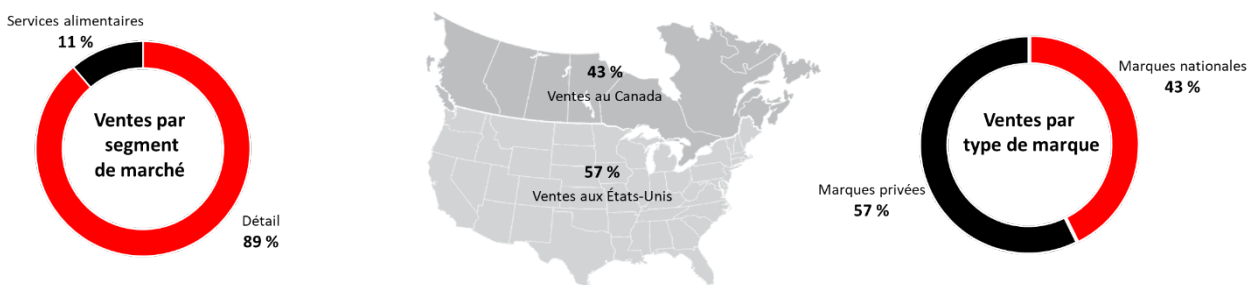 Services alimentaires
11 %
Ventes par
segment
de marché
Détail
89 %
43 %
Ventes au Canada
57 %
Ventes aux États-Unis
Marques nationales
43 %
Ventes par
type de marque
Marques privées
57 %